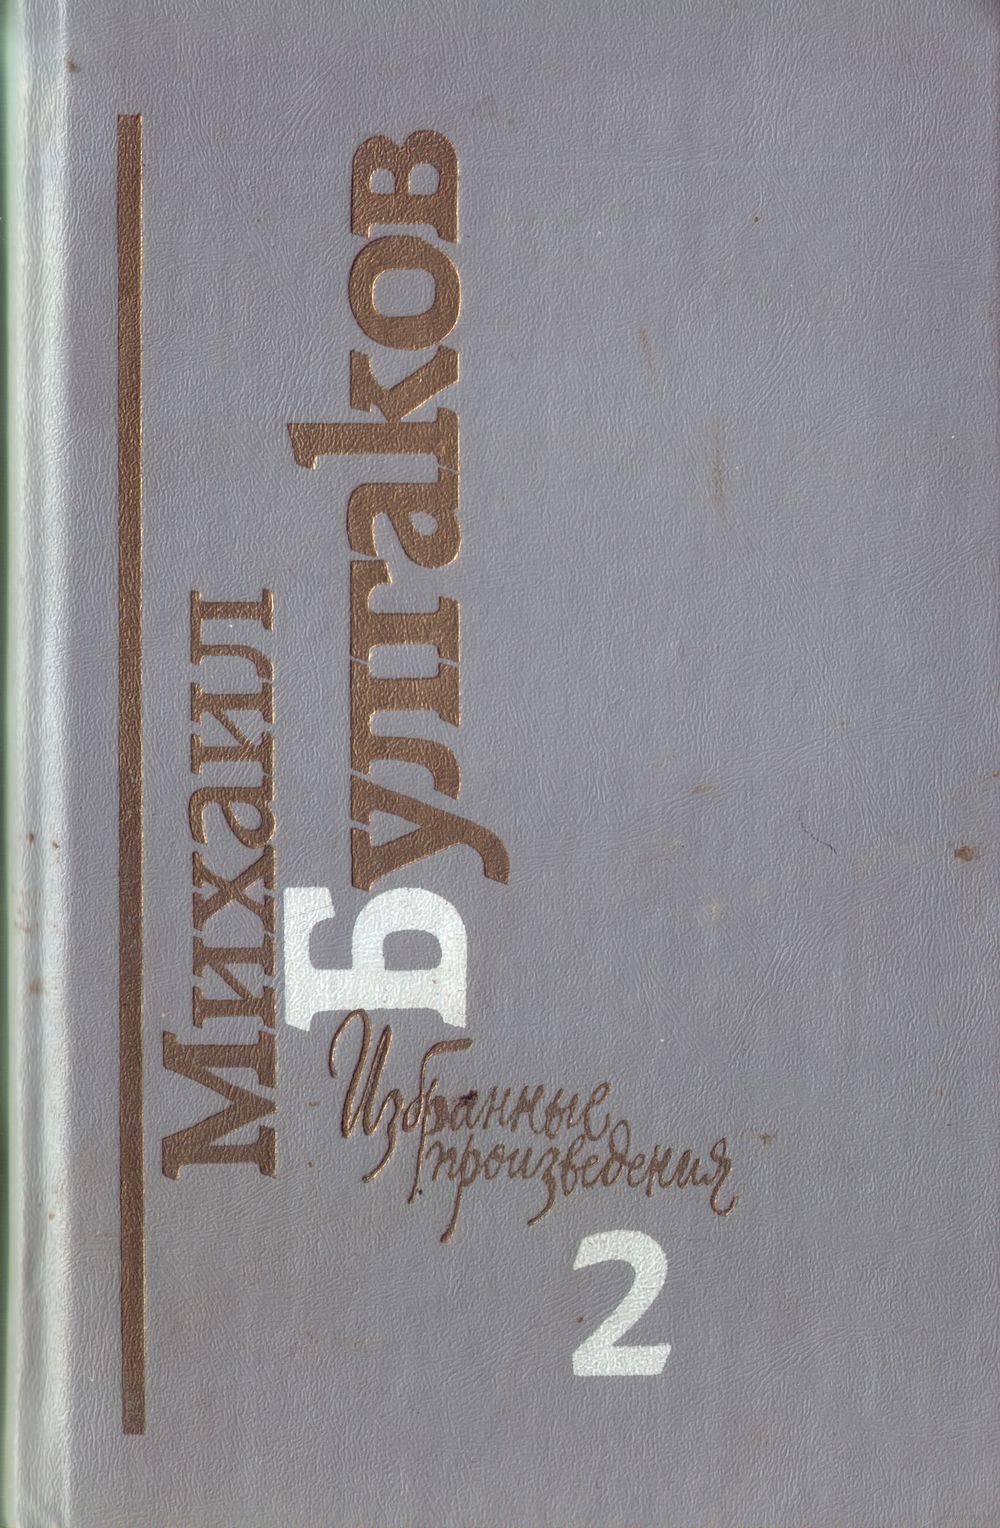 Михаил
Булгаков
Избранные
произведения
2